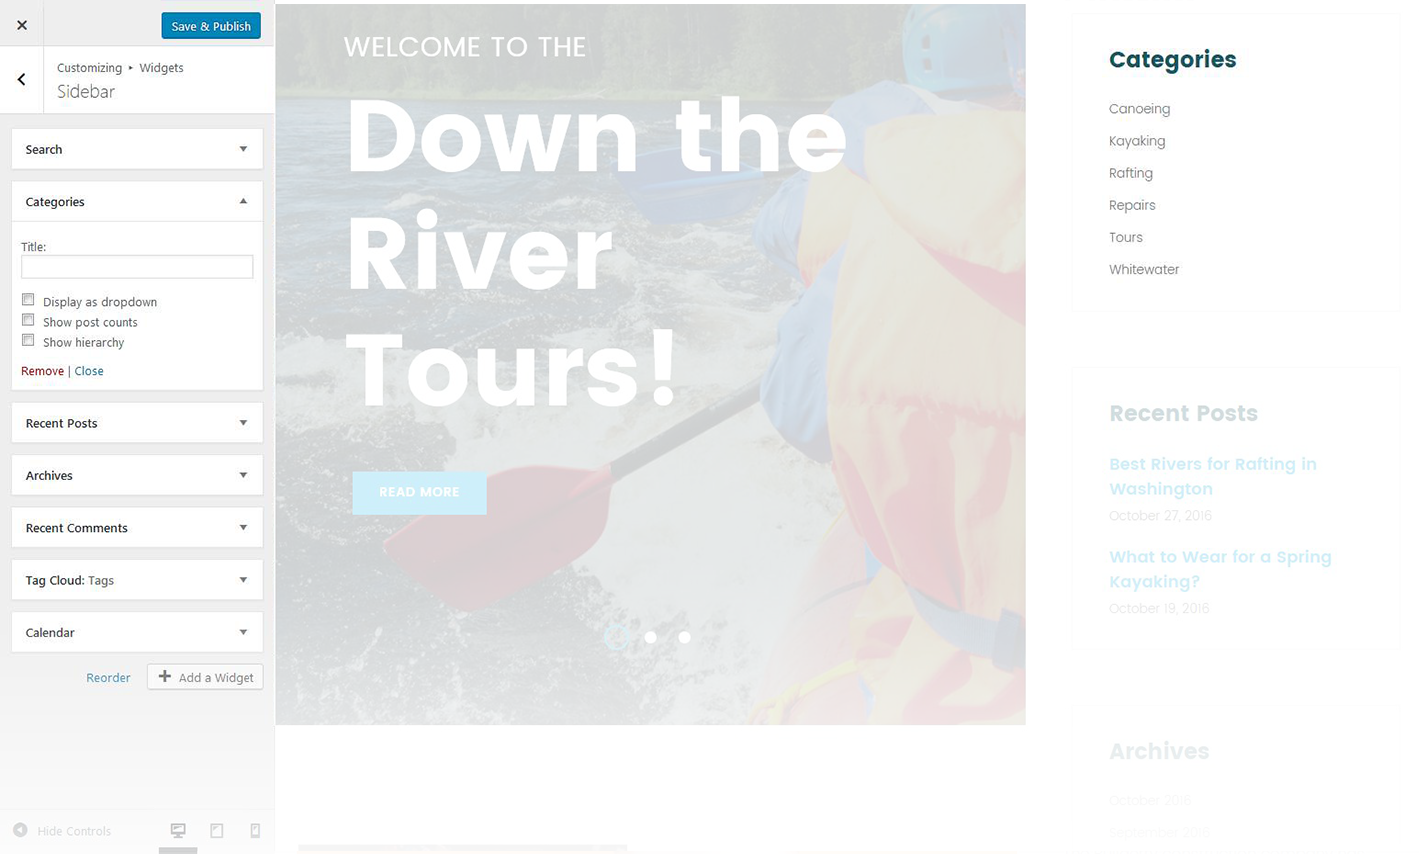 Save & Publish
Customizing ▸ Widgets
Sidebar
Search
Categories
Title:
Display as dropdown
Show post counts
Show hierarchy
Remove | Close
Recent Posts
Archives
Recent Comments
Tag Cloud: Tags
Calendar
Reorder
Add a Widget
Hide Controls
WELCOME TO THE
Down the
River
Tours!
READ MORE
Categories
Canoeing
Kayaking
Rafting
Repairs
Tours
Whitewater
Recent Posts
Best Rivers for Rafting in
Washington
October 27, 2016
What to Wear for a Spring
Kayaking?
October 19, 2016
Archives
October 2016
September 2016